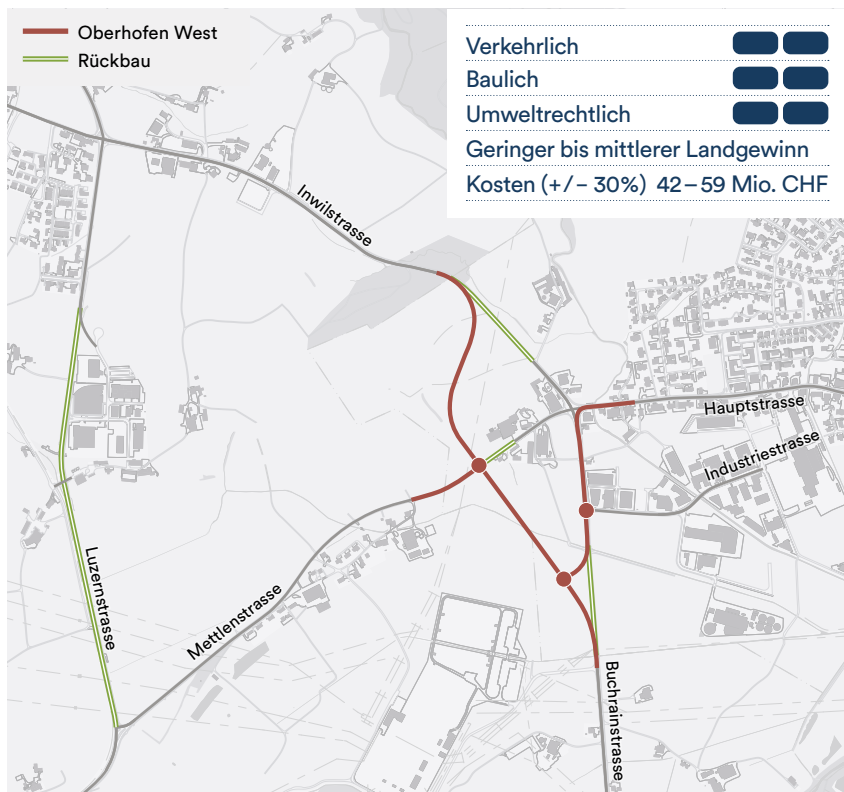 Oberhofen West
Rückbau
Verkehrlich
Baulich
Umweltrechtlich
Geringer bis mittlerer Landgewinn
Kosten (+/– 30%) 42–59 Mio. CHF
Inwilstrasse
Hauptstrasse
Industriestrasse
Luzernstrasse
Mettlenstrasse
Buchrainstrasse